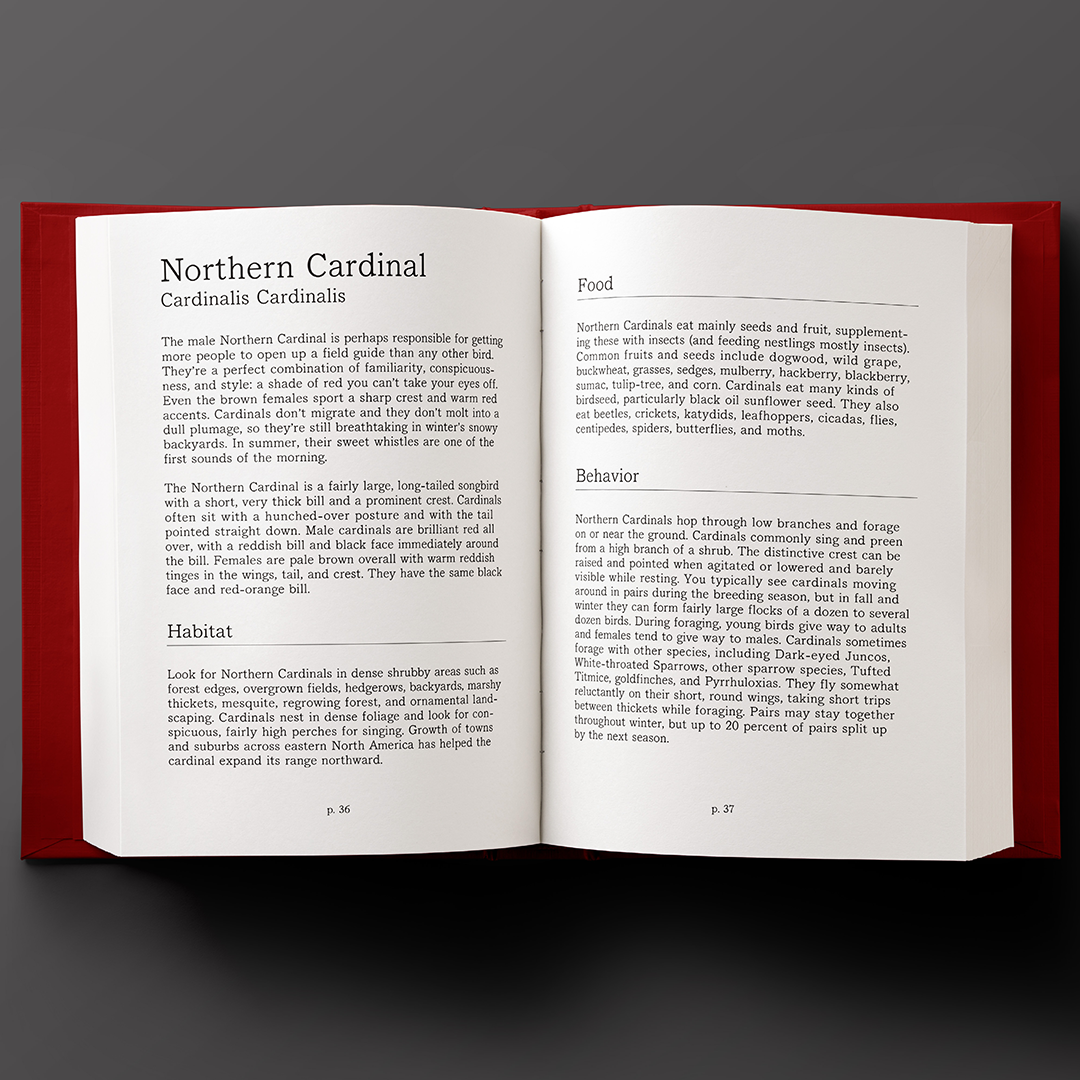 Northern Cardinal
Cardinalis Cardinalis
The male Northern Cardinal is perhaps responsible for getting
more people to open up a field guide than any other bird.
They're a perfect combination of familiarity, conspicuous-
ness, and style: a shade of red you can't take your eyes off.
Even the brown females sport a sharp crest and warm red
accents. Cardinals don't migrate and they don't molt into a
dull plumage, so they're still breathtaking in winter's snowy
backyards. In summer, their sweet whistles are one of the
first sounds of the morning.
The Northern Cardinal is a fairly large, long-tailed songbird
with a short, very thick bill and a prominent crest. Cardinals
often sit with a hunched-over posture and with the tail
pointed straight down. Male cardinals are brilliant red all
over, with a reddish bill and black face immediately around
the bill. Females are pale brown overall with warm reddish
tinges in the wings, tail, and crest. They have the same black
face and red-orange bill.
Habitat
Look for Northern Cardinals in dense shrubby areas such as
forest edges, overgrown fields, hedgerows, backyards, marshy
thickets, mesquite, regrowing forest, and ornamental land-
scaping. Cardinals nest in dense foliage and look for con-
spicuous, fairly high perches for singing. Growth of towns
and suburbs across eastern North America has helped the
cardinal expand its range northward.
p. 36
Food
Northern Cardinals eat mainly seeds and fruit, supplement-
ing these with insects (and feeding nestlings mostly insects).
Common fruits and seeds include dogwood, wild grape,
buckwheat, grasses, sedges, mulberry, hackberry, blackberry,
sumac, tulip-tree, and corn. Cardinals eat many kinds of
birdseed, particularly black oil sunflower seed. They also
eat beetles, crickets, katydids, leafhoppers, cicadas, flies,
centipedes, spiders, butterflies, and moths.
Behavior
Northern Cardinals hop through low branches and forage
on or near the ground. Cardinals commonly sing and preen
from a high branch of a shrub. The distinctive crest can be
raised and pointed when agitated or lowered and barely
visible while resting. You typically see cardinals moving
around in pairs during the breeding season, but in fall and
winter they can form fairly large flocks of a dozen to several
dozen birds. During foraging, young birds give way to adults
and females tend to give way to males. Cardinals sometimes
forage with other species, including Dark-eyed Juncos,
White-throated Sparrows, other sparrow species, Tufted
Titmice, goldfinches, and Pyrrhuloxias. They fly somewhat
reluctantly on their short, round wings, taking short trips
between thickets while foraging. Pairs may stay together
throughout winter, but up to 20 percent of pairs split up
by the next season.
p. 37